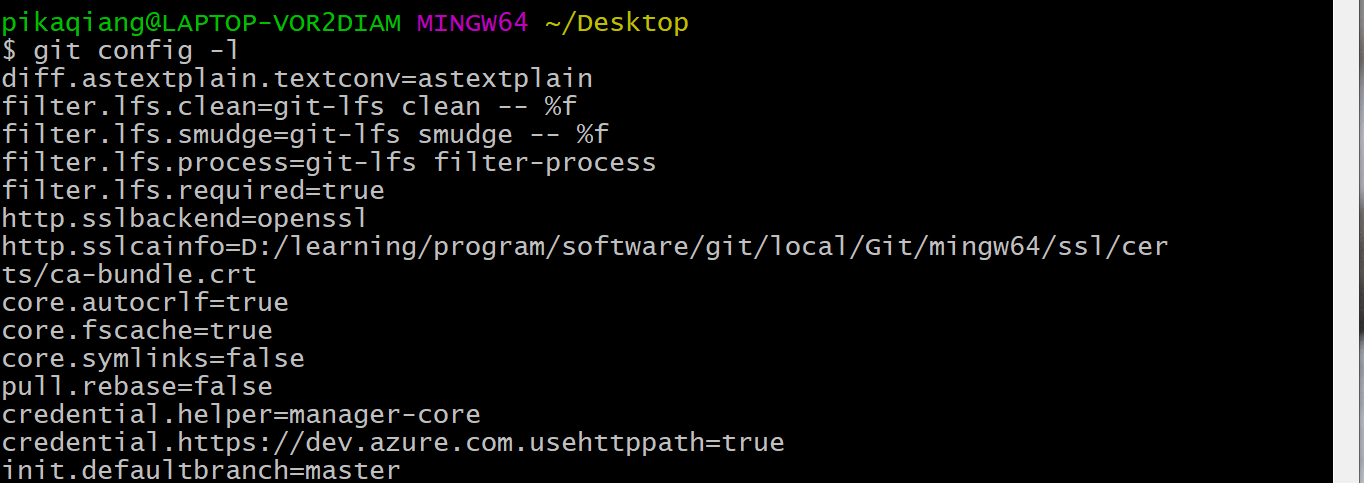 pikaqiang@LAPTOP-VOR2DIAM MINGW64 ~/Desktop
$ git config -l
diff.astextplain.textconv=astextplain
filter.lfs.clean=git-lfs clean -- %f
filter.lfs.smudge=git-lfs smudge -- %f
filter.lfs.process=git-lfs filter-process
filter.lfs.required=true
http.sslbackend=openssl
http.sslcainfo=D:/learning/program/software/git/local/Git/mingw64/ssl/cer
ts/ca-bundle.crt
core.autocrlf=true
core.fscache=true
core.symlinks=false
pull.rebase=false
credential.helper=manager-core
credential.https://dev.azure.com.usehttppath=true
init.defaultbranch=master